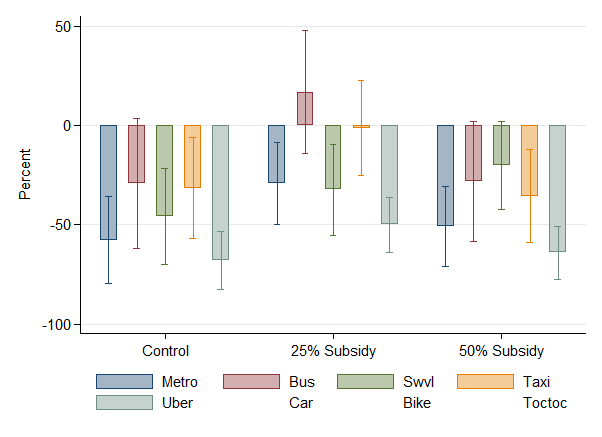 50
0
-50
-100
Percent
Control 25% Subsidy 50% Subsidy
Metro Bus Swvl Taxi
Uber Car Bike Toctoc